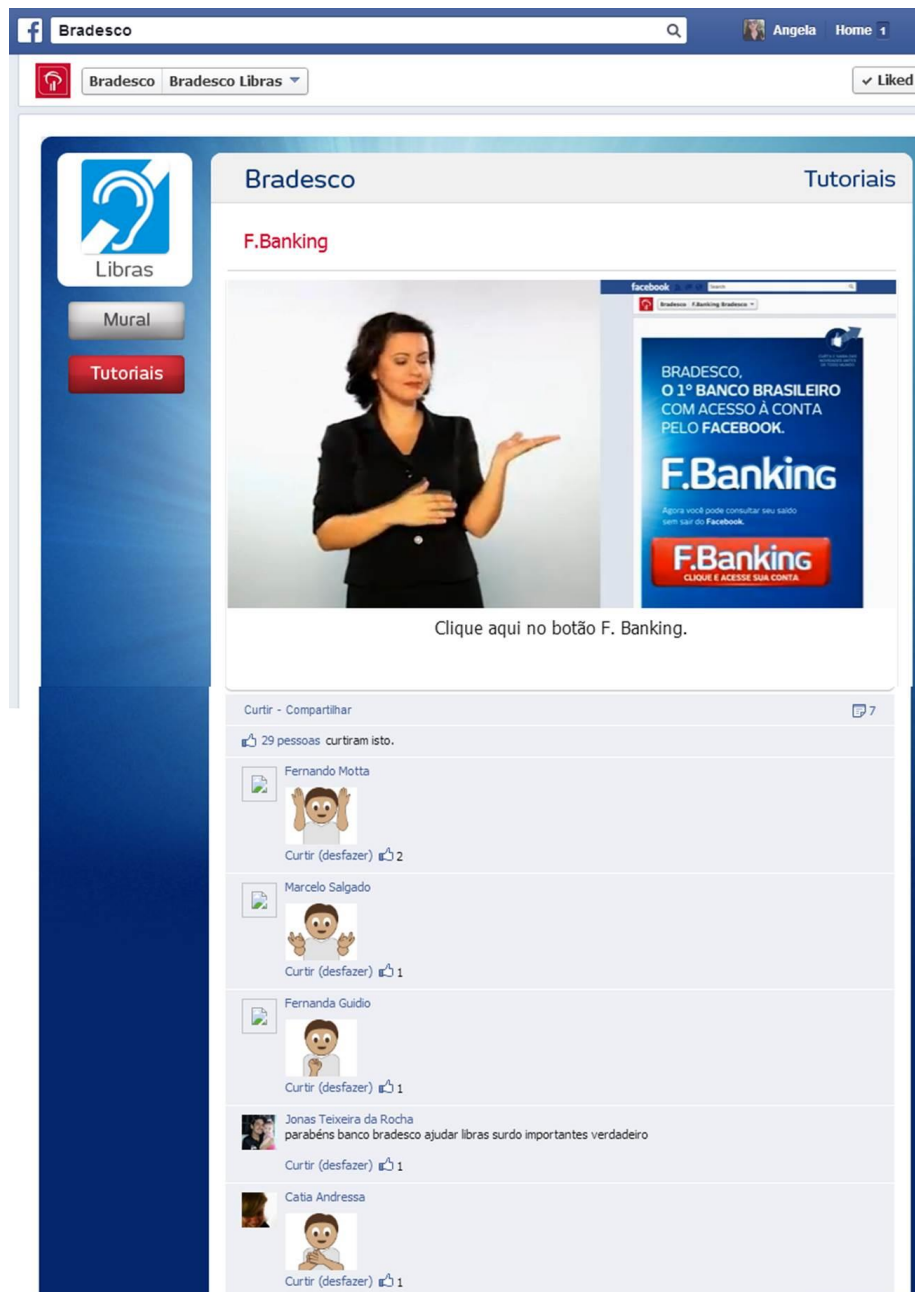 Bradesco
Angela Home 1
Bradesco Bradesco Libras
Liked
Libras
Mural
Tutoriais
Bradesco Tutoriais
F.Banking
facebook Search
Bradesco F.Banking Bradesco
BRADESCO,
O 1º BANCO BRASILEIRO
COM ACESSO À CONTA
PELO FACEBOOK.
F.Banking
Agora você pode consultar seu saldo
sem sair do Facebook.
F.Banking
CLIQUE E ACESSE SUA CONTA
Clique aqui no botão F. Banking.
Curtir - Compartilhar 7
29 pessoas curtiram isto.
Fernando Motta
Curtir (desfazer) 2
Marcelo Salgado
Curtir (desfazer) 1
Fernanda Guidio
Curtir (desfazer) 1
Jonas Teixeira da Rocha
parabéns banco bradesco ajudar libras surdo importantes verdadeiro
Curtir (desfazer) 1
Catia Andressa
Curtir (desfazer) 1